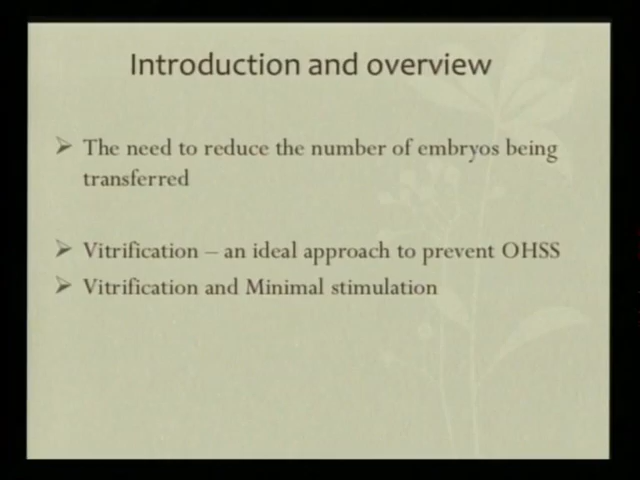 Introduction and overview
➢ The need to reduce the number of embryos being
transferred
➢ Vitrification – an ideal approach to prevent OHSS
➢ Vitrification and Minimal stimulation